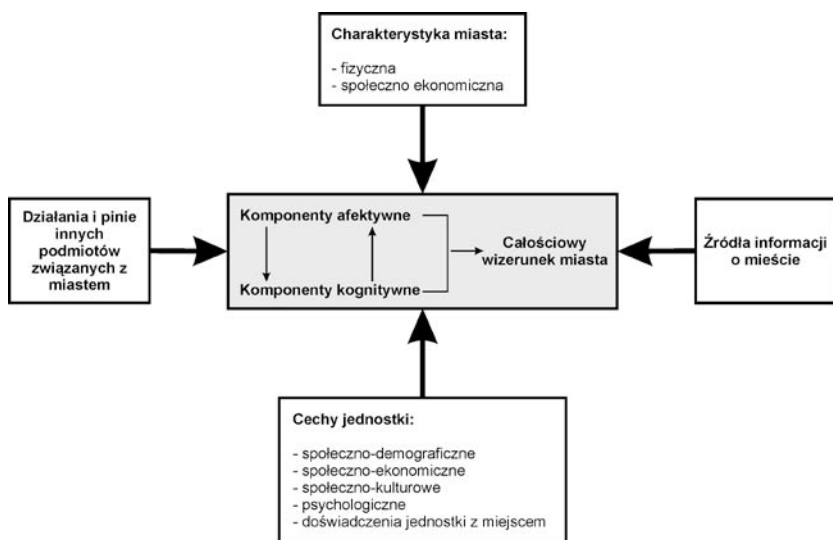 Charakterystyka miasta:
- fizyczna
- społeczno ekonomiczna
Działania i pinie
innych
podmiotów
związanych z
miastem
Komponenty afektywne
Komponenty kognitywne
Całościowy
wizerunek miasta
Źródła informacji
o mieście
Cechy jednostki:
- społeczno-demograficzne
- społeczno-ekonomiczne
- społeczno-kulturowe
- psychologiczne
- doświadczenia jednostki z miejscem